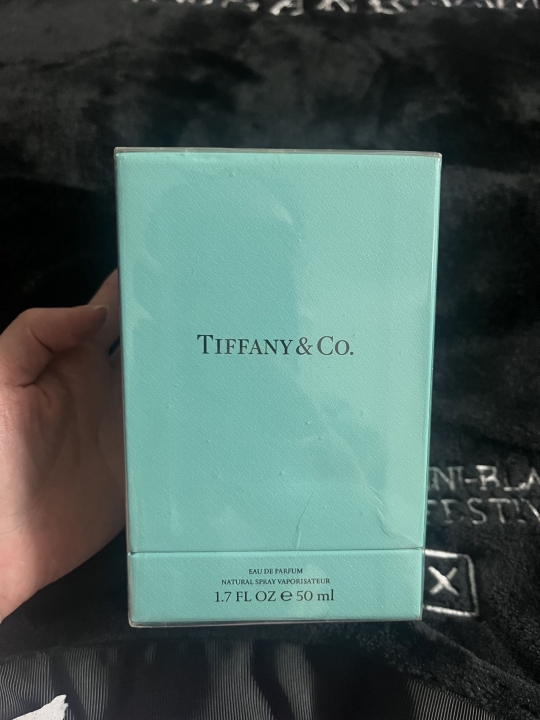 TIFFANY & CO.
EAU DE PARFUM
NATURAL SPRAY VAPORISATEUR
1.7 FL OZ e 50 ml
X